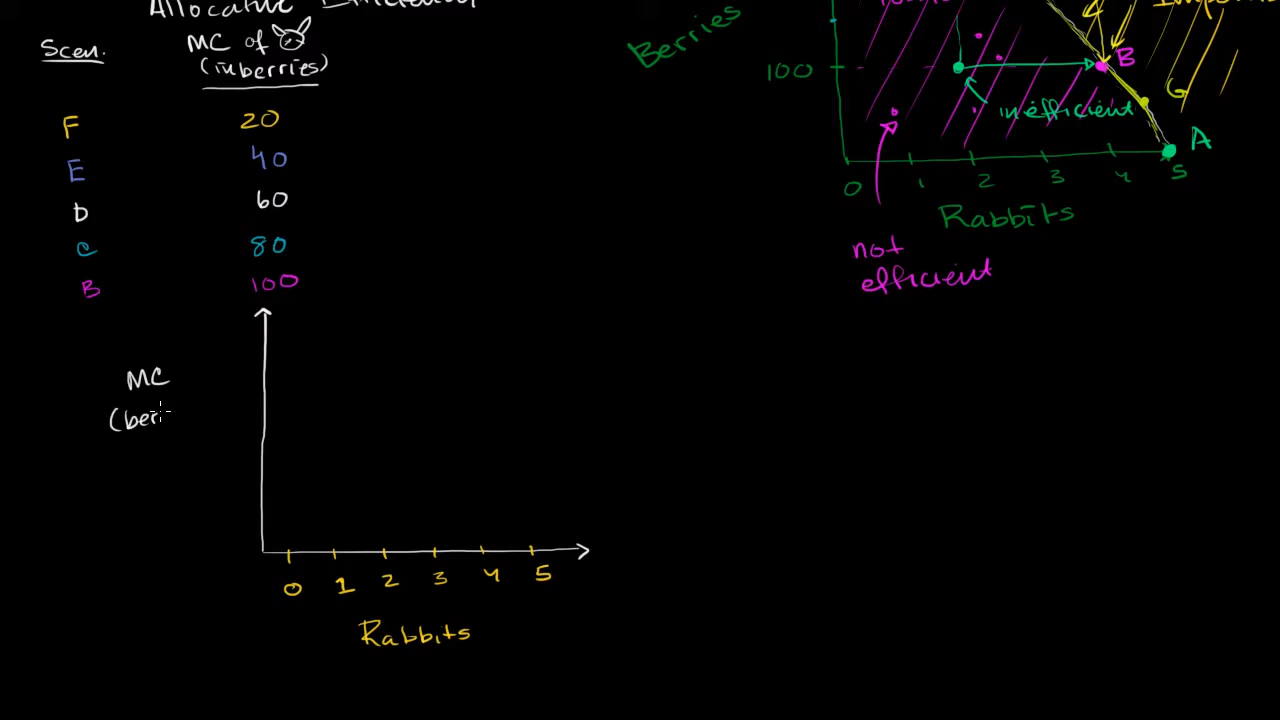 Allocative Efficiency
Scen.
MC of
(in berries)
F 20
E 40
D 60
C 80
B 100
MC
(ber
0 1 2 3 4 5
Rabbits
Berries
100
B
G
inefficient
A
0 1 2 3 4 5
Rabbits
not
efficient